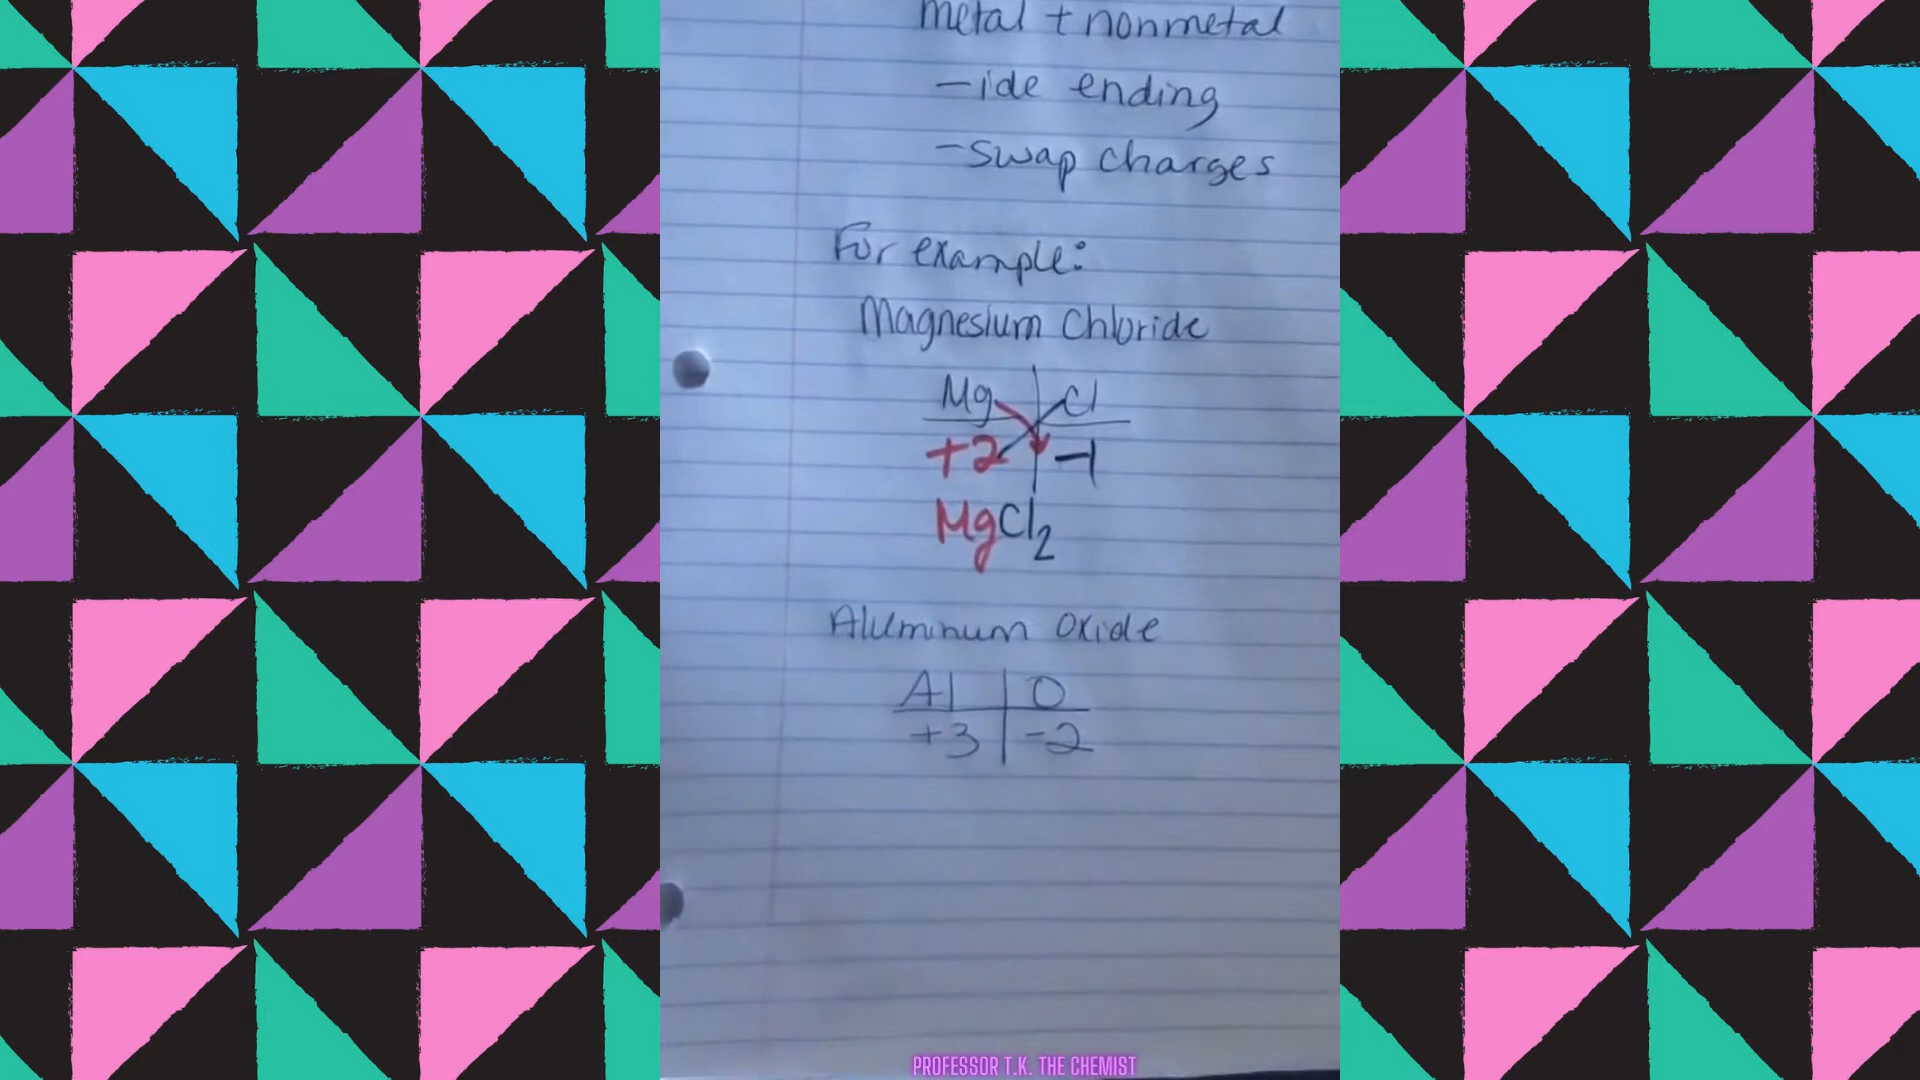 metal + nonmetal
-ide ending
-swap charges
For example:
Magnesium Chloride
Mg | Cl
+2 | -1
MgCl₂
Aluminum Oxide
Al | O
+3 | -2
PROFESSOR T.K. THE CHEMIST